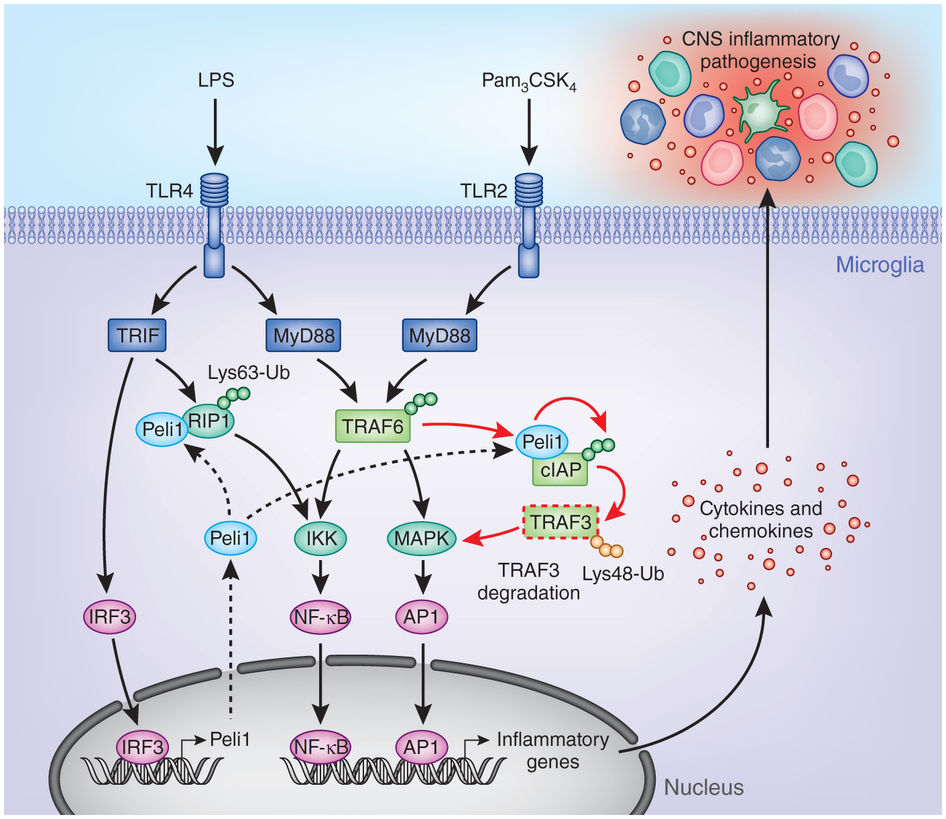 CNS inflammatory
pathogenesis
LPS
Pam3CSK4
TLR4
TLR2
Microglia
TRIF
MyD88
MyD88
Lys63-Ub
Peli1
RIP1
TRAF6
Peli1
cIAP
Peli1
IKK
MAPK
TRAF3
Lys48-Ub
TRAF3
degradation
Cytokines and
chemokines
IRF3
NF-κB
AP1
IRF3
Peli1
NF-κB
AP1
Inflammatory
genes
Nucleus